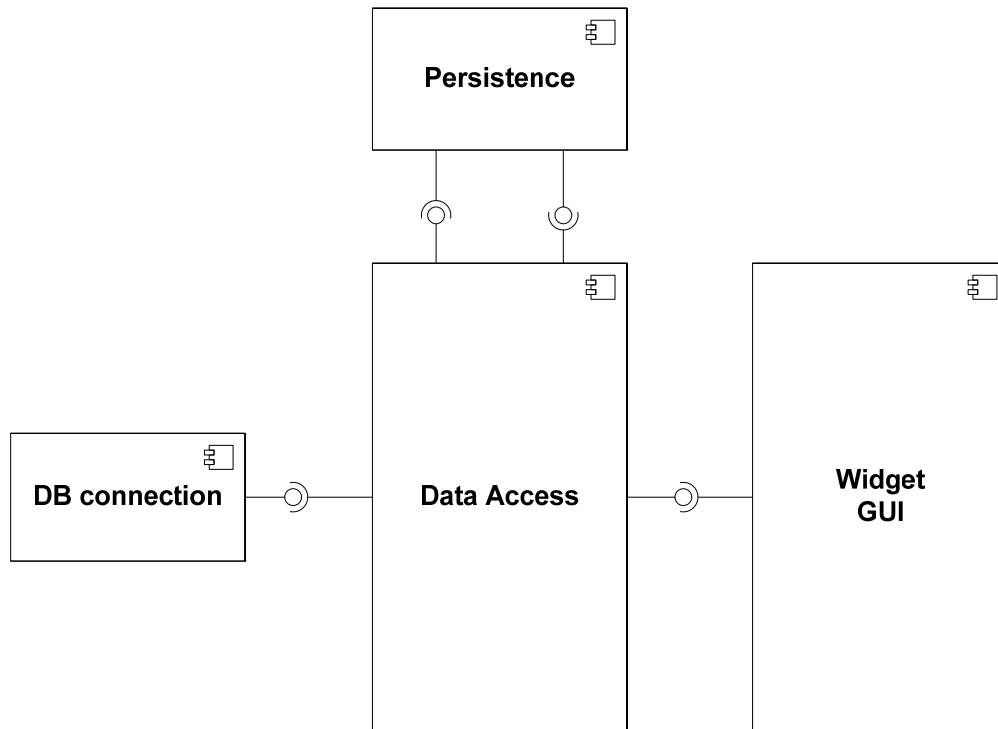 Persistence
DB connection
Data Access
Widget
GUI